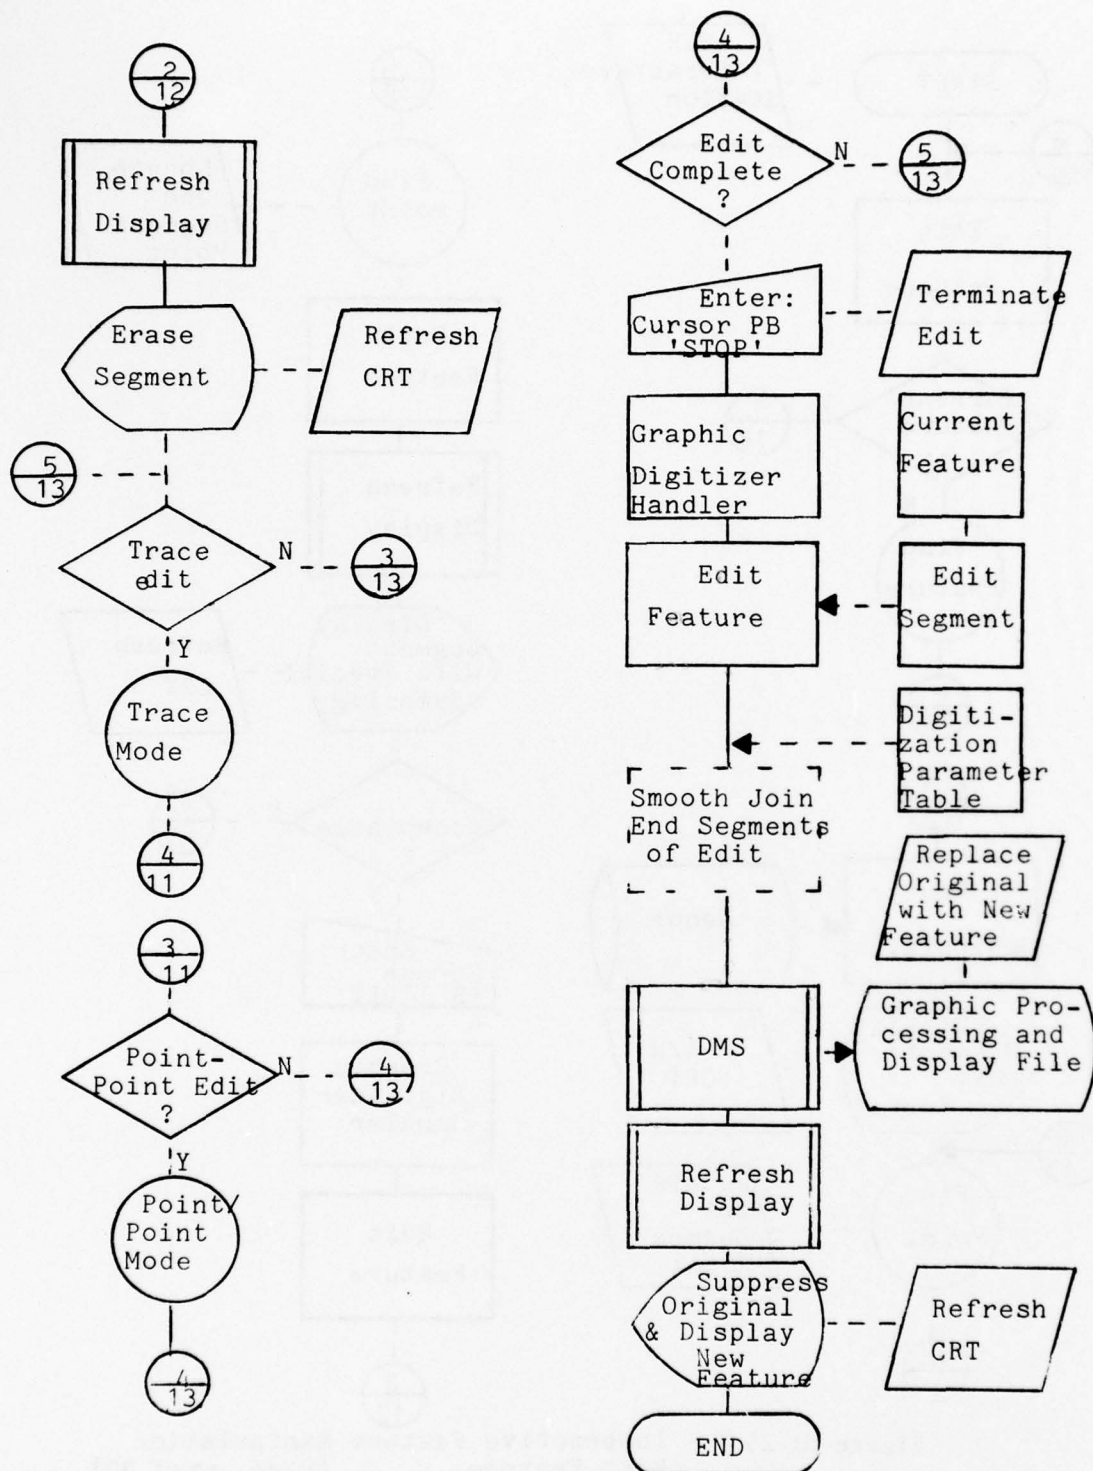 2
12
Refresh
Display
Erase
Segment
Refresh
CRT
5
13
Trace
edit
N
3
13
Y
Trace
Mode
4
11
3
11
Point-
Point Edit
?
N
4
13
Y
Point/
Point
Mode
4
13
4
13
Edit
Complete
?
N
5
13
Enter:
Cursor PB
'STOP'
Terminate
Edit
Graphic
Digitizer
Handler
Current
Feature
Edit
Feature
Edit
Segment
Digiti-
zation
Parameter
Table
Smooth Join
End Segments
of Edit
Replace
Original
with New
Feature
DMS
Graphic Pro-
cessing and
Display File
Refresh
Display
Suppress
Original
& Display
New
Feature
Refresh
CRT
END